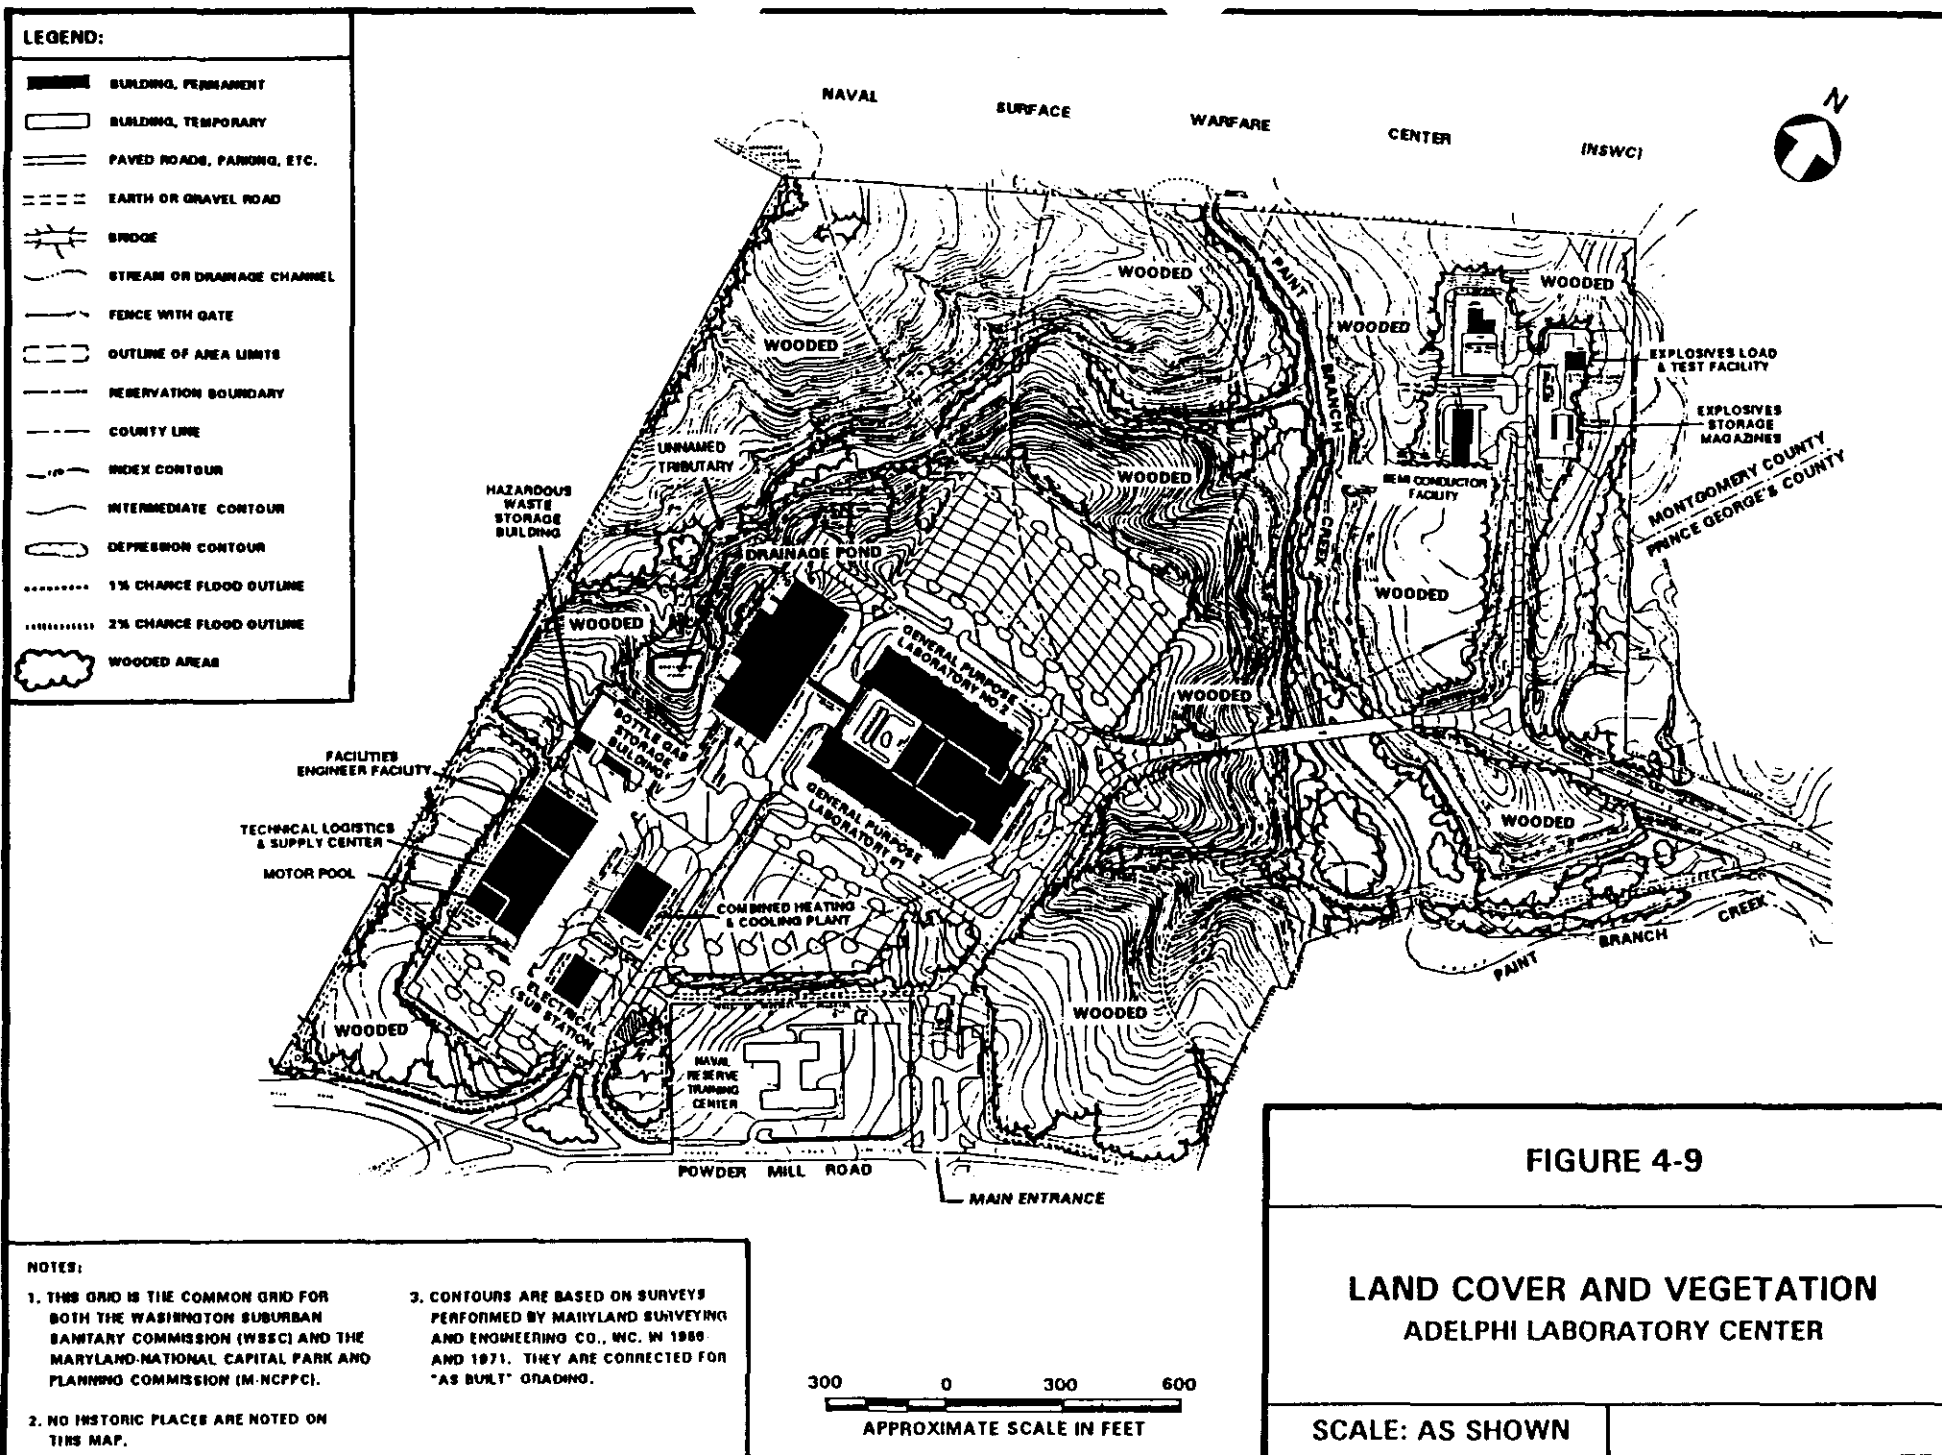 LEGEND:
BUILDING, PERMANENT
BUILDING, TEMPORARY
PAVED ROADS, PARKING, ETC.
EARTH OR GRAVEL ROAD
BRIDGE
STREAM OR DRAINAGE CHANNEL
FENCE WITH GATE
OUTLINE OF AREA LIMITS
RESERVATION BOUNDARY
COUNTY LINE
INDEX CONTOUR
INTERMEDIATE CONTOUR
DEPRESSION CONTOUR
1% CHANCE FLOOD OUTLINE
2% CHANCE FLOOD OUTLINE
WOODED AREAS
NAVAL SURFACE WARFARE CENTER (NSWC)
N
WOODED
WOODED
WOODED
WOODED
PAINT
BRANCH
CREEK
EXPLOSIVES LOAD
& TEST FACILITY
EXPLOSIVES
STORAGE
MAGAZINES
MONTGOMERY COUNTY
PRINCE GEORGE'S COUNTY
SEMI CONDUCTOR
FACILITY
UNNAMED
TRIBUTARY
WOODED
HAZARDOUS
WASTE
STORAGE
BUILDING
DRAINAGE POND
WOODED
WOODED
GENERAL PURPOSE
LABORATORY NO. 2
WOODED
BOTTLE GAS
STORAGE
BUILDING
FACILITIES
ENGINEER FACILITY
GENERAL PURPOSE
LABORATORY #1
WOODED
TECHNICAL LOGISTICS
& SUPPLY CENTER
MOTOR POOL
COMBINED HEATING
& COOLING PLANT
PAINT BRANCH CREEK
ELECTRICAL
SUB STATION
WOODED
WOODED
NAVAL
RESERVE
TRAINING
CENTER
POWDER MILL ROAD
MAIN ENTRANCE
NOTES:
1. THIS GRID IS THE COMMON GRID FOR
BOTH THE WASHINGTON SUBURBAN
SANITARY COMMISSION (WSSC) AND THE
MARYLAND-NATIONAL CAPITAL PARK AND
PLANNING COMMISSION (M-NCPPC).
2. NO HISTORIC PLACES ARE NOTED ON
THIS MAP.
3. CONTOURS ARE BASED ON SURVEYS
PERFORMED BY MARYLAND SURVEYING
AND ENGINEERING CO., INC. IN
AND 1971. THEY ARE CORRECTED FOR
"AS BUILT" GRADING.
300 0 300 600
APPROXIMATE SCALE IN FEET
FIGURE 4-9
LAND COVER AND VEGETATION
ADELPHI LABORATORY CENTER
SCALE: AS SHOWN